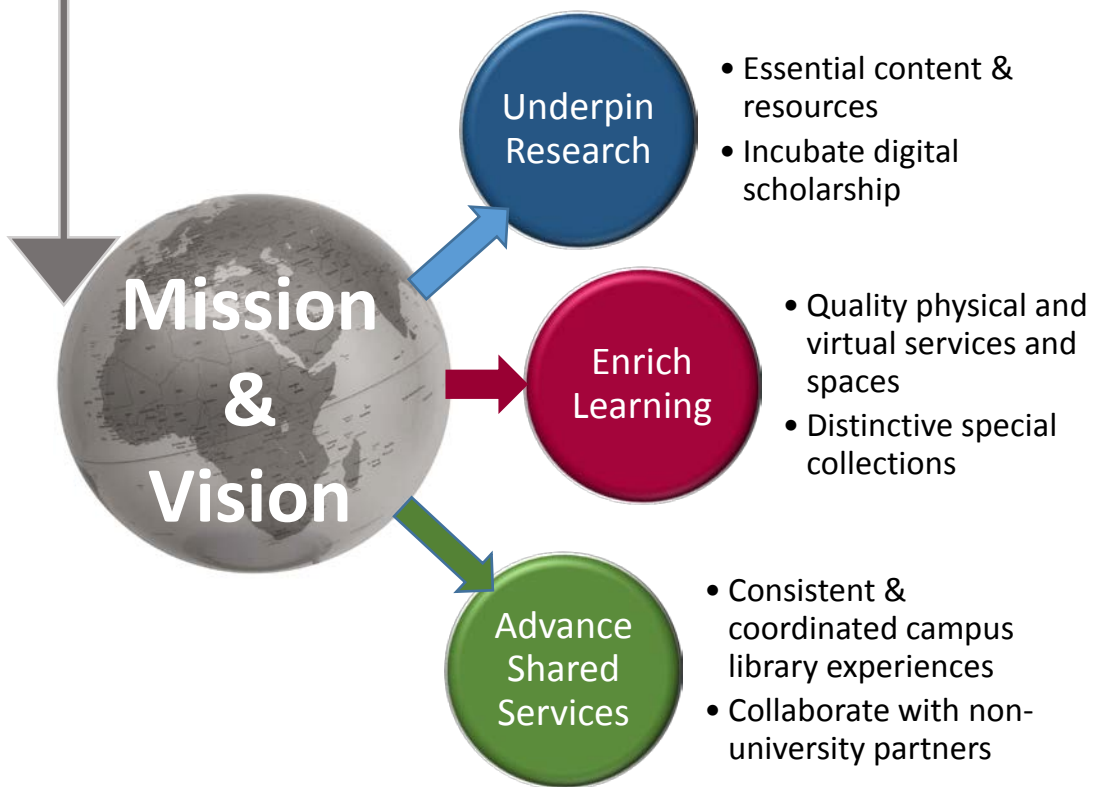 Mission
&
Vision
Underpin
Research
• Essential content &
resources
• Incubate digital
scholarship
Enrich
Learning
• Quality physical and
virtual services and
spaces
• Distinctive special
collections
Advance
Shared
Services
• Consistent &
coordinated campus
library experiences
• Collaborate with non-
university partners